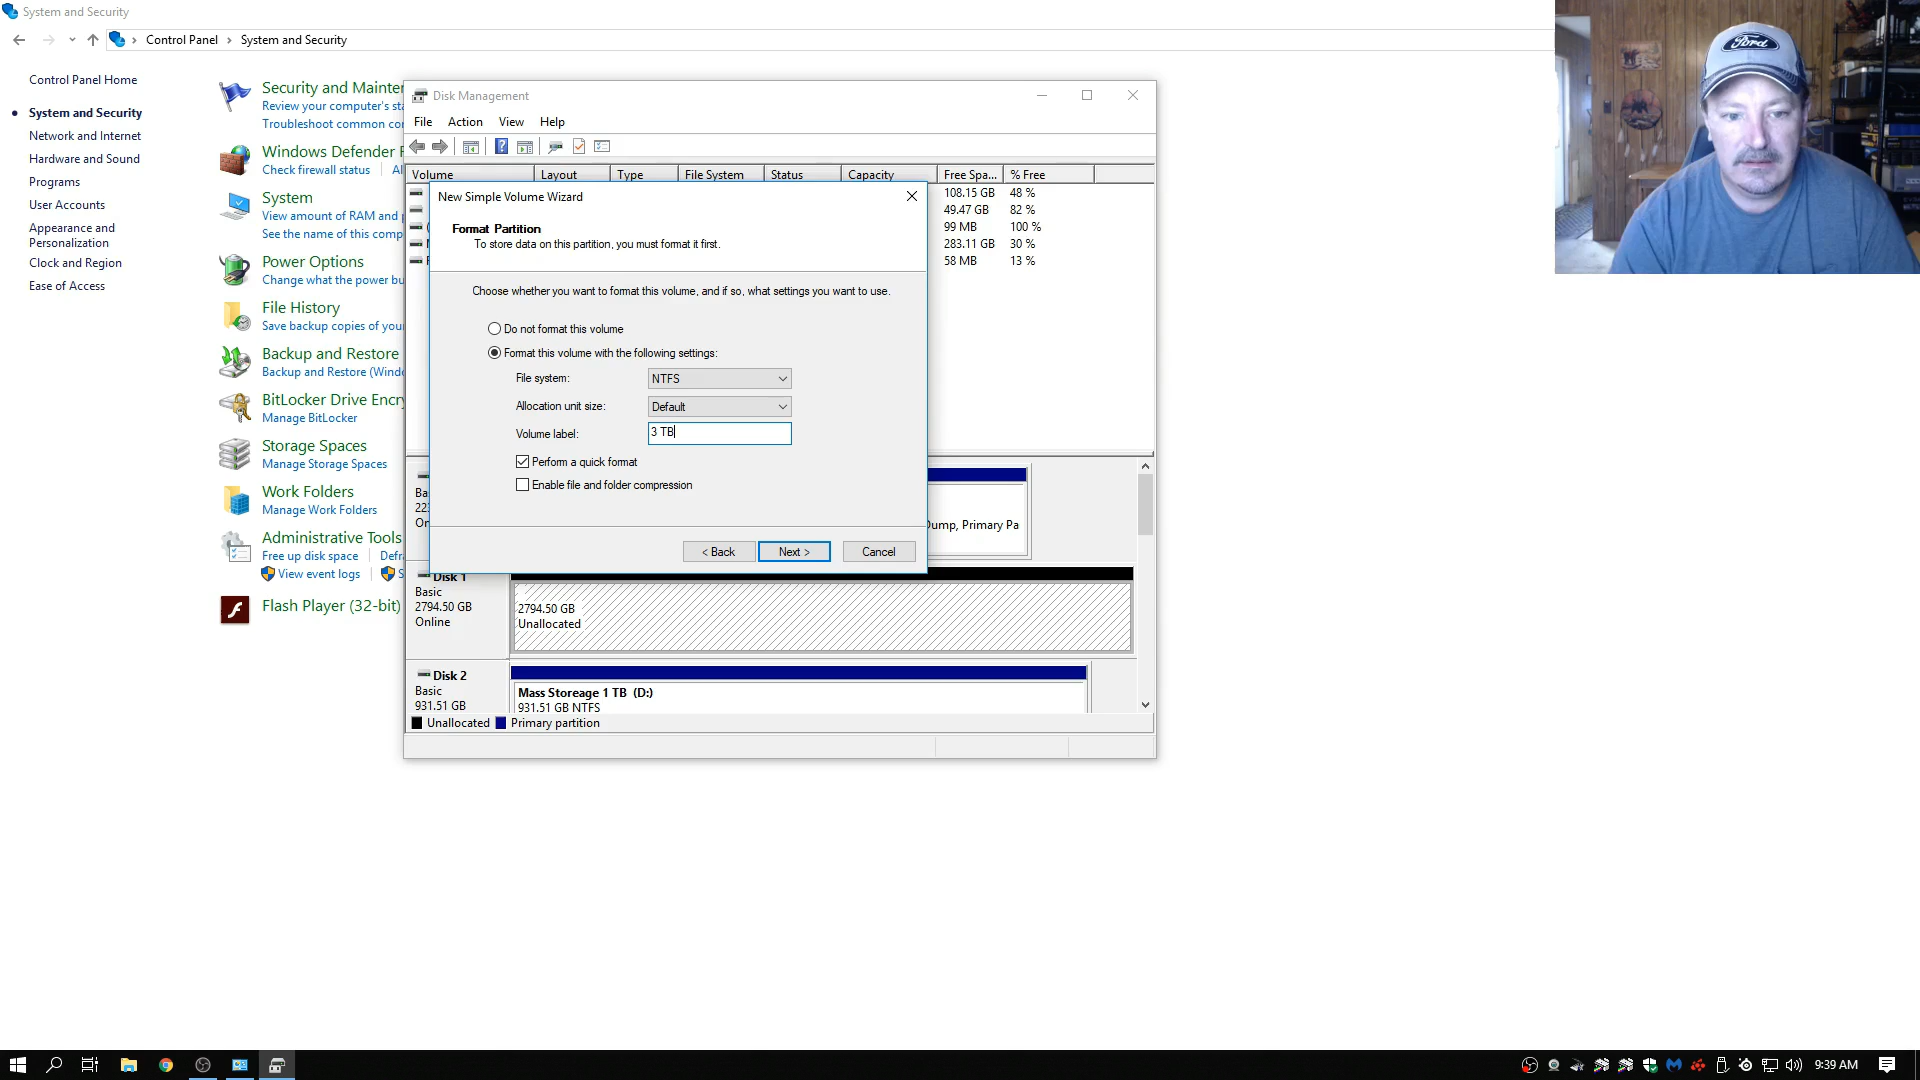 System and Security
Control Panel › System and Security
Control Panel Home
System and Security
Network and Internet
Hardware and Sound
Programs
User Accounts
Appearance and
Personalization
Clock and Region
Ease of Access
Security and Mainten
Review your computer's sta
Troubleshoot common co
Windows Defender F
Check firewall status
System
View amount of RAM and
See the name of this comp
Power Options
Change what the power bu
File History
Save backup copies of your
Backup and Restore
Backup and Restore (Windo
BitLocker Drive Encry
Manage BitLocker
Storage Spaces
Manage Storage Spaces
Work Folders
Manage Work Folders
Administrative Tools
Free up disk space Defra
View event logs S
Flash Player (32-bit)
Disk Management
File Action View Help
Volume Layout Type File System Status Capacity Free Spa... % Free
108.15 GB 48 %
49.47 GB 82 %
99 MB 100 %
283.11 GB 30 %
58 MB 13 %
New Simple Volume Wizard
Format Partition
To store data on this partition, you must format it first.
Choose whether you want to format this volume, and if so, what settings you want to use.
Do not format this volume
Format this volume with the following settings:
File system: NTFS
Allocation unit size: Default
Volume label: 3 TB
Perform a quick format
Enable file and folder compression
< Back Next > Cancel
Ba
On
Dump, Primary Pa
Disk 1
Basic
2794.50 GB
Online
2794.50 GB
Unallocated
Disk 2
Basic
931.51 GB
Mass Storeage 1 TB (D:)
931.51 GB NTFS
Unallocated Primary partition
Ford
9:39 AM